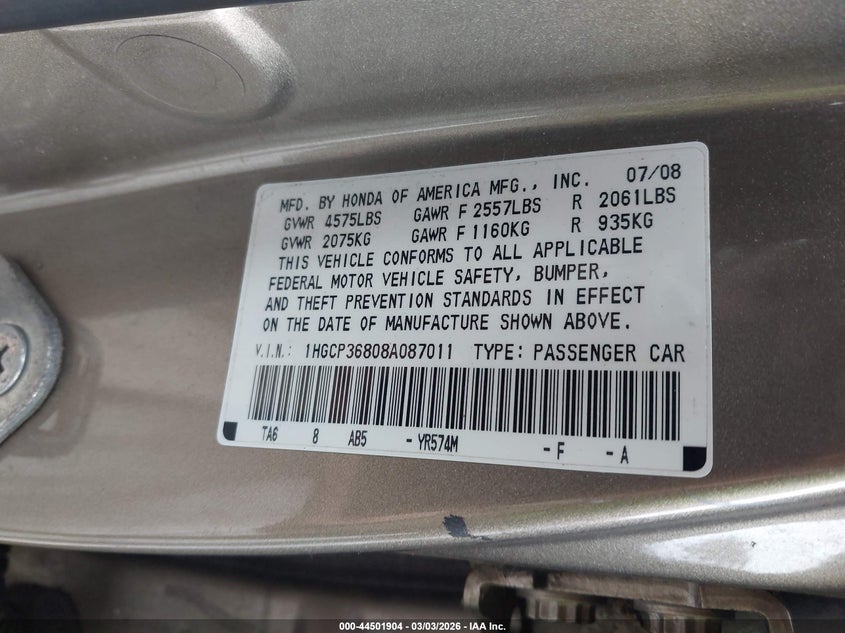 07/08
MFD. BY HONDA OF AMERICA MFG., INC.
GVWR 4575LBS GAWR F 2557LBS R 2061LBS
GVWR 2075KG GAWR F 1160KG R 935KG
THIS VEHICLE CONFORMS TO ALL APPLICABLE
FEDERAL MOTOR VEHICLE SAFETY, BUMPER,
AND THEFT PREVENTION STANDARDS IN EFFECT
ON THE DATE OF MANUFACTURE SHOWN ABOVE.
V.I.N.: 1HGCP36808A087011 TYPE: PASSENGER CAR
TA6 8 AB5 - YR574M - F - A
000-44501904 - 03/03/2026 - IAA Inc.